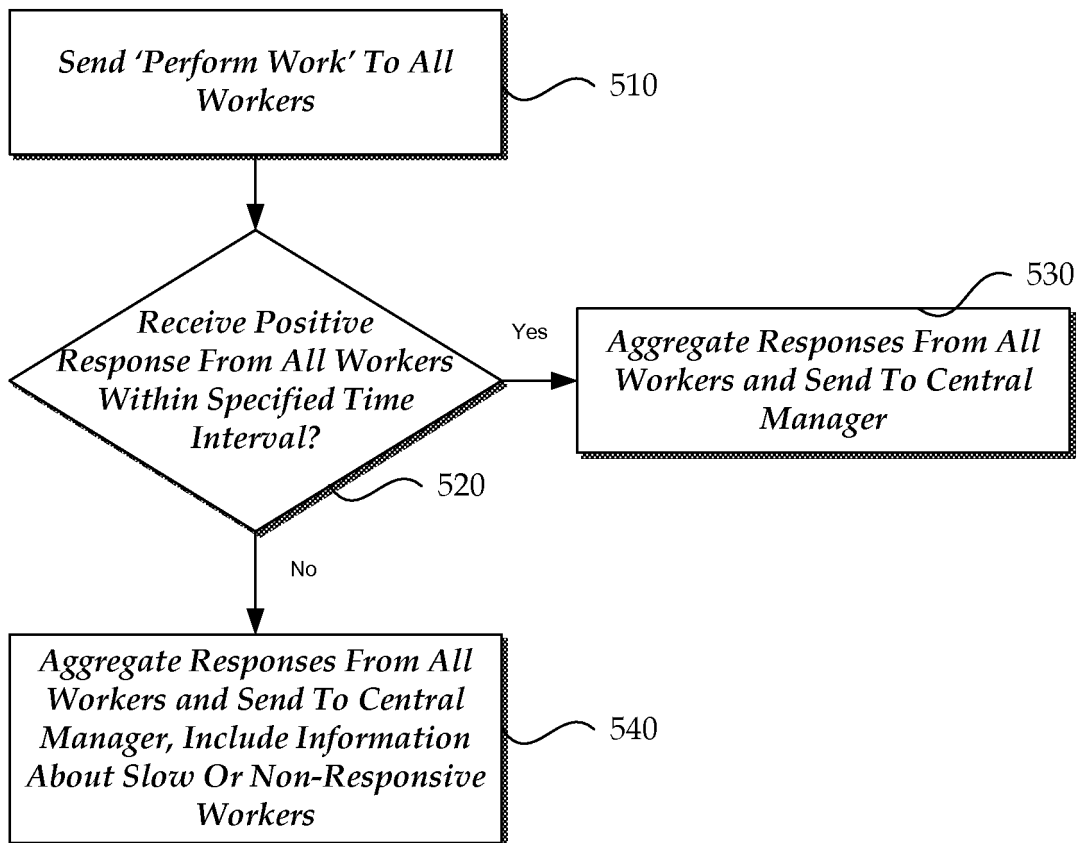 Send ‘Perform Work’ To All
Workers
510
Receive Positive
Response From All Workers
Within Specified Time
Interval?
520
Yes
530
Aggregate Responses From All
Workers and Send To Central
Manager
No
Aggregate Responses From All
Workers and Send To Central
Manager, Include Information
About Slow Or Non-Responsive
Workers
540